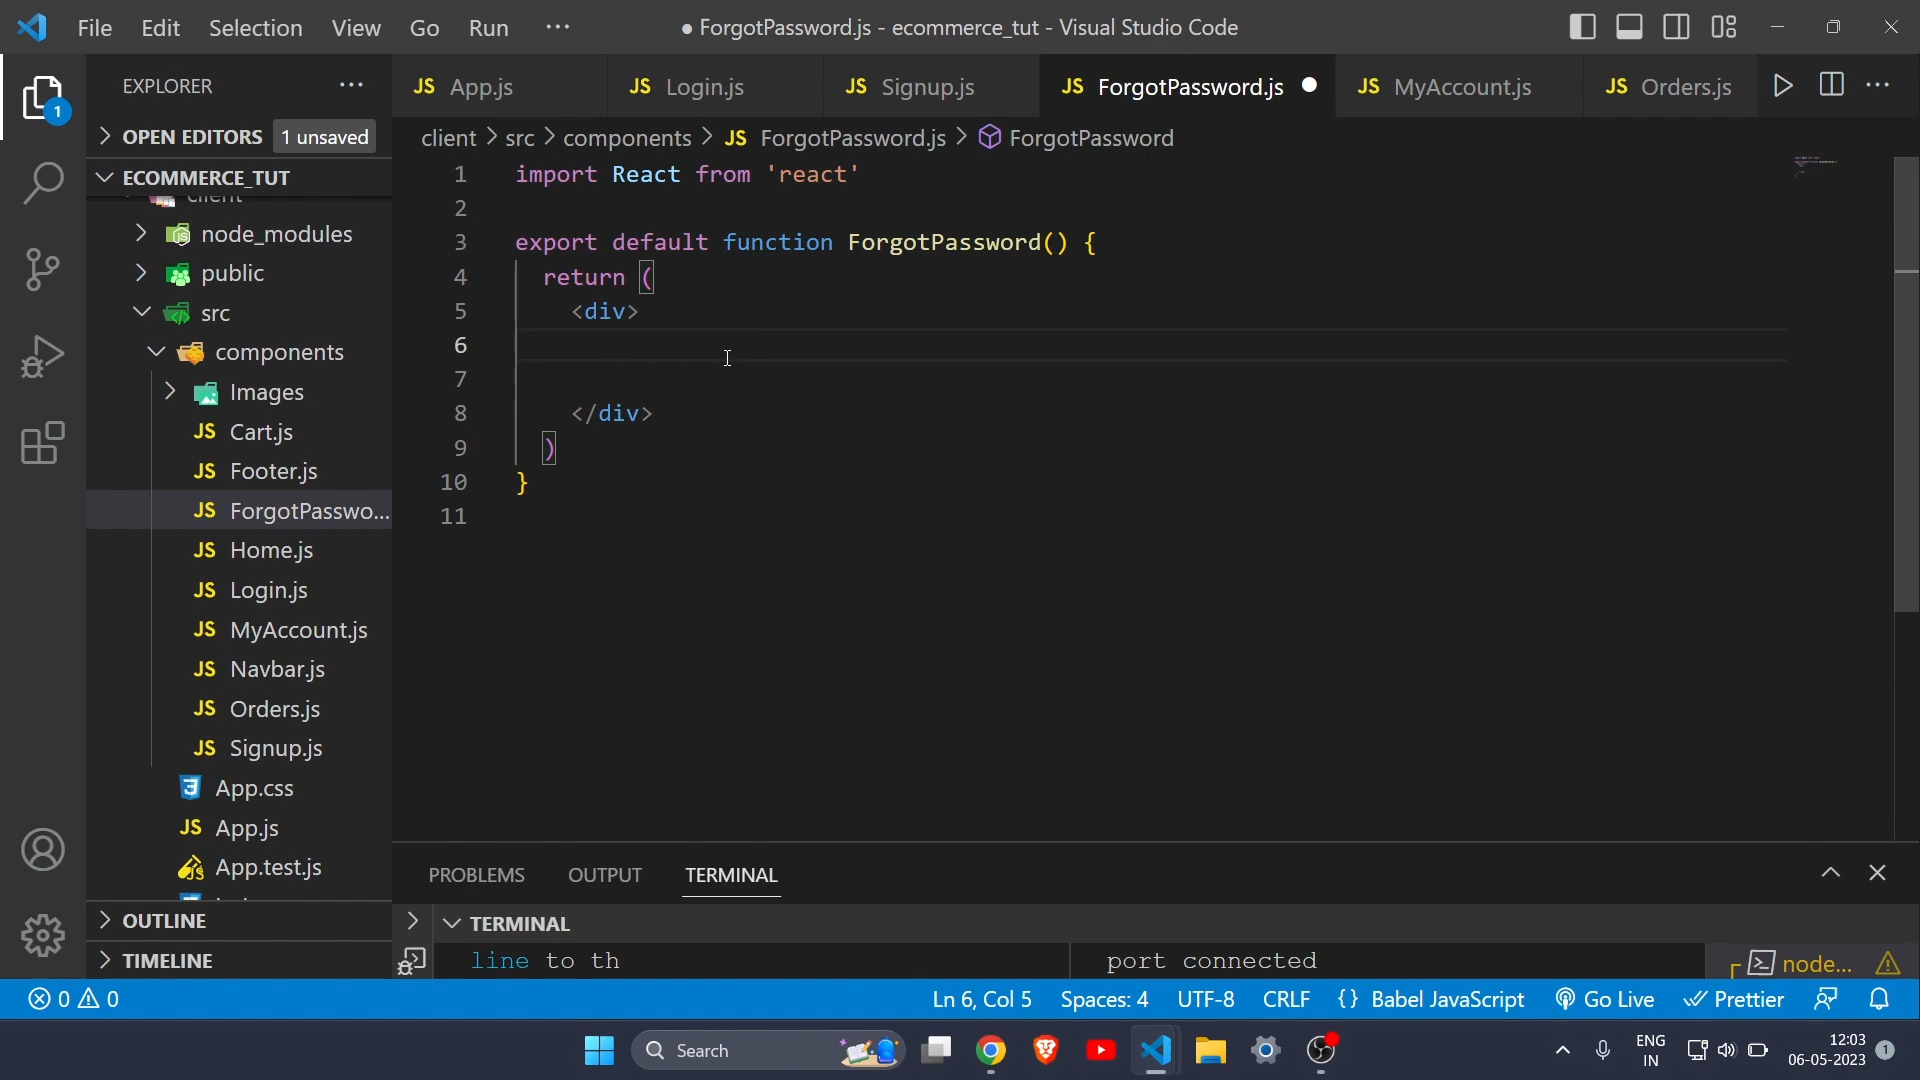 File Edit Selection View Go Run ··· ● ForgotPassword.js - ecommerce_tut - Visual Studio Code
EXPLORER ···
1
OPEN EDITORS 1 unsaved
ECOMMERCE_TUT
client
node_modules
public
src
components
Images
JS Cart.js
JS Footer.js
JS ForgotPasswo...
JS Home.js
JS Login.js
JS MyAccount.js
JS Navbar.js
JS Orders.js
JS Signup.js
App.css
JS App.js
App.test.js
OUTLINE
TIMELINE
JS App.js JS Login.js JS Signup.js JS ForgotPassword.js ● JS MyAccount.js JS Orders.js ···
client > src > components > JS ForgotPassword.js > ForgotPassword
1 import React from 'react'
2
3 export default function ForgotPassword() {
4 return (
5 <div>
6
7
8 </div>
9 )
10 }
11
PROBLEMS OUTPUT TERMINAL
TERMINAL
line to th port connected node...
0 0 Ln 6, Col 5 Spaces: 4 UTF-8 CRLF {} Babel JavaScript Go Live Prettier
Search ENG 12:03
IN 06-05-2023 1